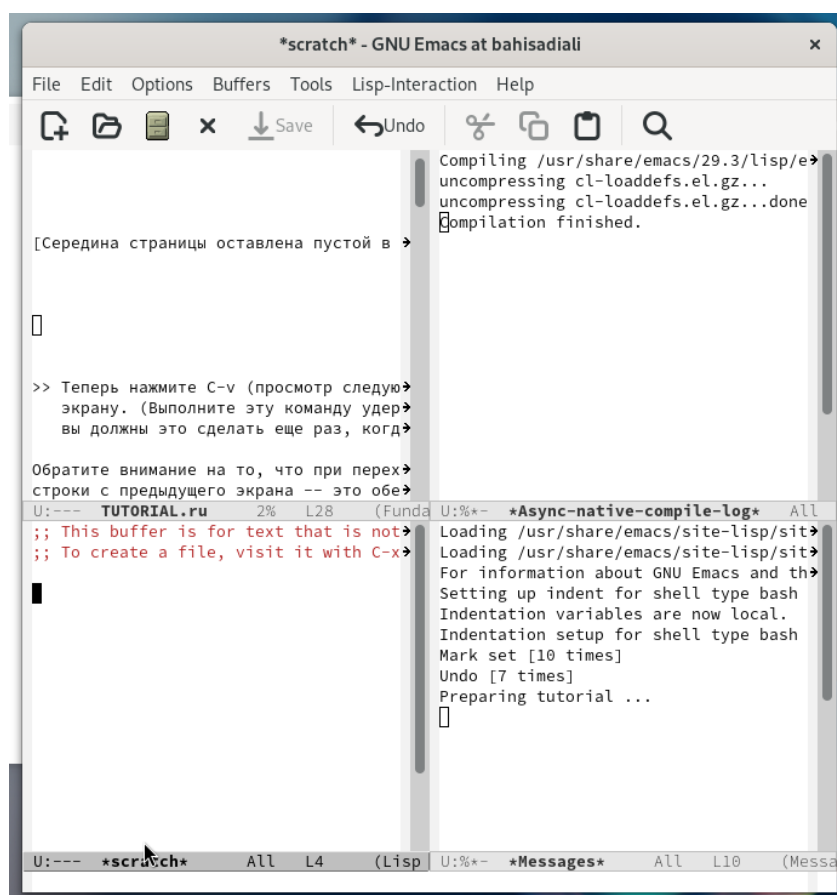 *scratch* - GNU Emacs at bahisadiali
File Edit Options Buffers Tools Lisp-Interaction Help
Save Undo
[Середина страницы оставлена пустой в
>> Теперь нажмите C-v (просмотр следую
экрану. (Выполните эту команду удер
вы должны это сделать еще раз, когд
Обратите внимание на то, что при перех
строки с предыдущего экрана -- это обе
U:--- TUTORIAL.ru 2% L28 (Funda
Compiling /usr/share/emacs/29.3/lisp/e
uncompressing cl-loaddefs.el.gz...
uncompressing cl-loaddefs.el.gz...done
Compilation finished.
U:%*- *Async-native-compile-log* All
;; This buffer is for text that is not
;; To create a file, visit it with C-x
U:--- *scratch* All L4 (Lisp
Loading /usr/share/emacs/site-lisp/sit
Loading /usr/share/emacs/site-lisp/sit
For information about GNU Emacs and th
Setting up indent for shell type bash
Indentation variables are now local.
Indentation setup for shell type bash
Mark set [10 times]
Undo [7 times]
Preparing tutorial ...
U:%*- *Messages* All L10 (Messa